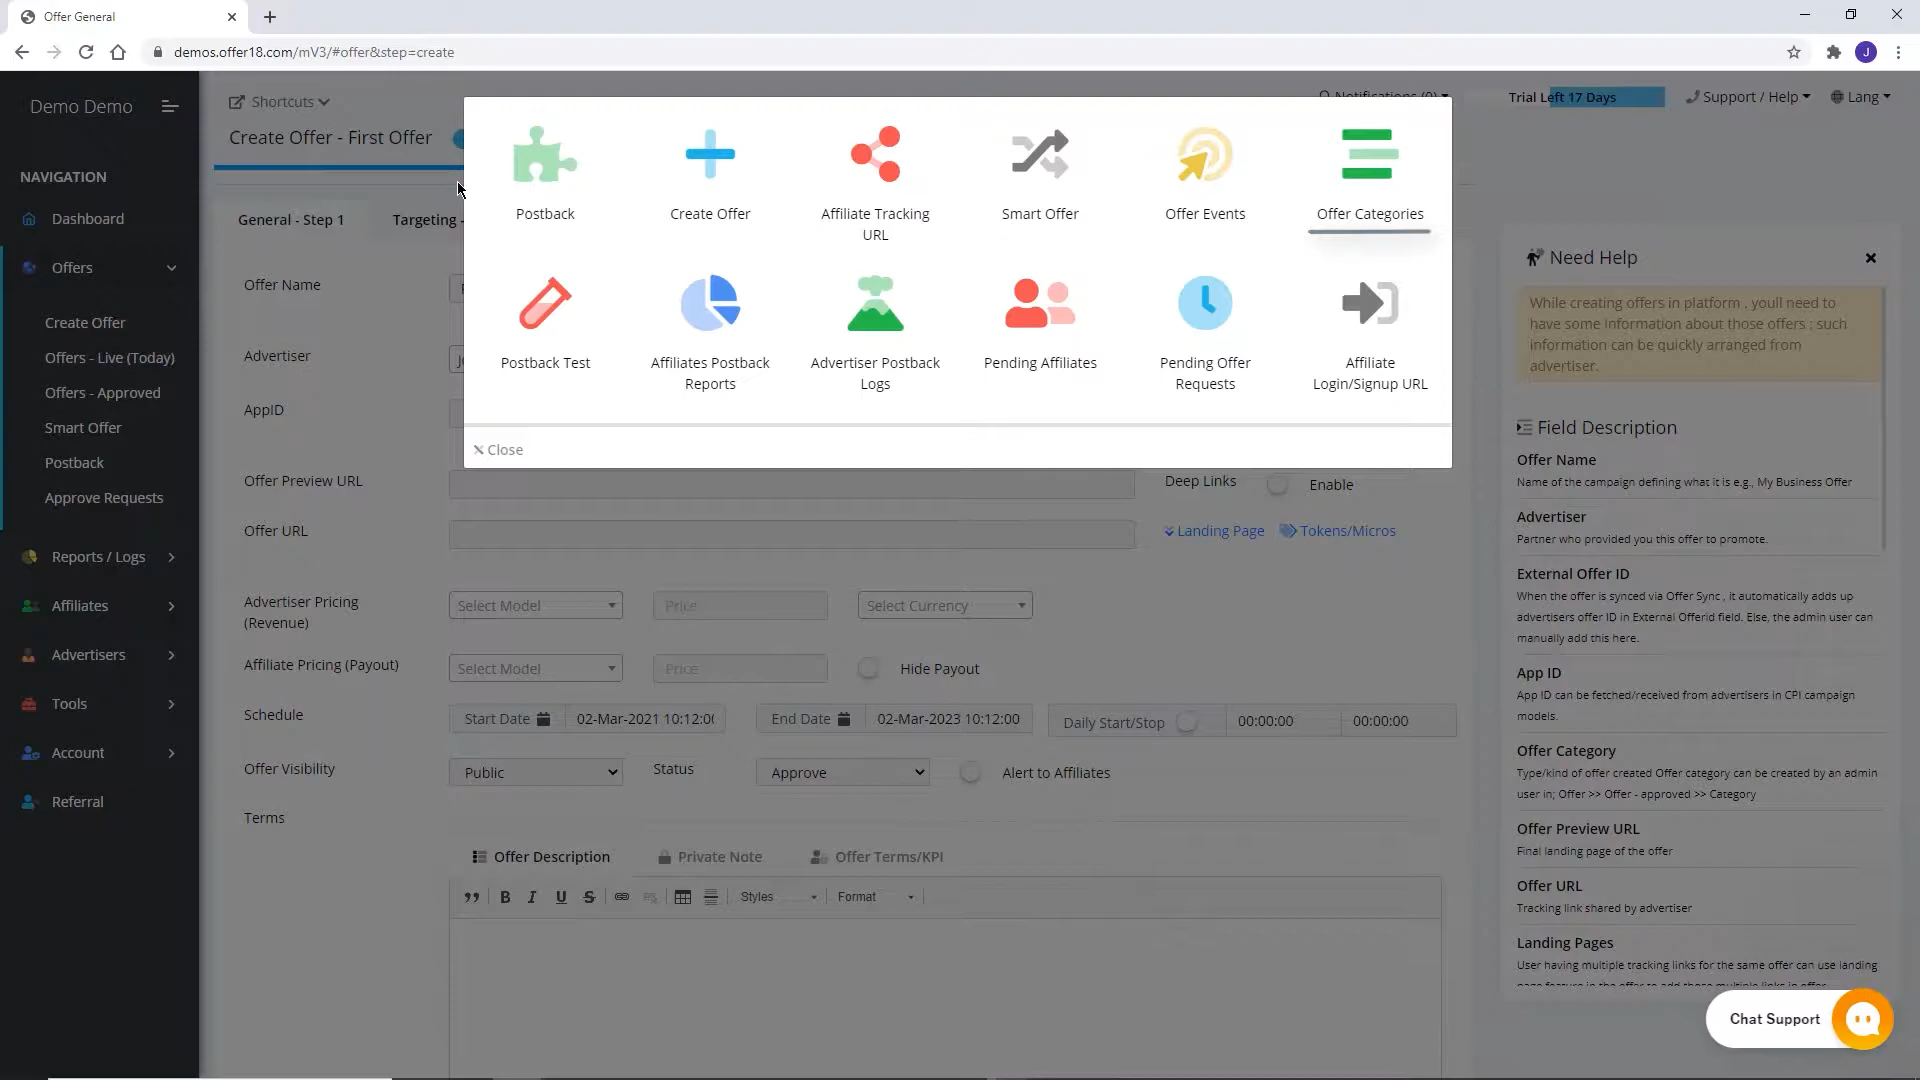 Offer General
demos.offer18.com/mV3/#offer&step=create
J
Demo Demo
Shortcuts
Notifications (0)
Trial Left 17 Days
Support / Help
Lang
Create Offer - First Offer
NAVIGATION
Dashboard
Offers
Create Offer
Offers - Live (Today)
Offers - Approved
Smart Offer
Postback
Approve Requests
Reports / Logs
Affiliates
Advertisers
Tools
Account
Referral
Postback
Create Offer
Affiliate Tracking
URL
Smart Offer
Offer Events
Offer Categories
Postback Test
Affiliates Postback
Reports
Advertiser Postback
Logs
Pending Affiliates
Pending Offer
Requests
Affiliate
Login/Signup URL
Close
General - Step 1
Targeting -
Offer Name
Advertiser
AppID
Offer Preview URL
Deep Links
Enable
Offer URL
Landing Page
Tokens/Micros
Advertiser Pricing
(Revenue)
Select Model
Price
Select Currency
Affiliate Pricing (Payout)
Select Model
Price
Hide Payout
Schedule
Start Date
02-Mar-2021 10:12:00
End Date
02-Mar-2023 10:12:00
Daily Start/Stop
00:00:00
00:00:00
Offer Visibility
Public
Status
Approve
Alert to Affiliates
Terms
Offer Description
Private Note
Offer Terms/KPI
B I U S
Styles
Format
Need Help
While creating offers in platform , youll need to
have some information about those offers ; such
information can be quickly arranged from
advertiser.
Field Description
Offer Name
Name of the campaign defining what it is e.g., My Business Offer
Advertiser
Partner who provided you this offer to promote.
External Offer ID
When the offer is synced via Offer Sync , it automatically adds up
advertisers offer ID in External Offerid field. Else, the admin user can
manually add this here.
App ID
App ID can be fetched/received from advertisers in CPI campaign
models.
Offer Category
Type/kind of offer created Offer category can be created by an admin
user in; Offer >> Offer - approved >> Category
Offer Preview URL
Final landing page of the offer
Offer URL
Tracking link shared by advertiser
Landing Pages
User having multiple tracking links for the same offer can use landing
page feature in the offer to add those multiple links in offer
Chat Support